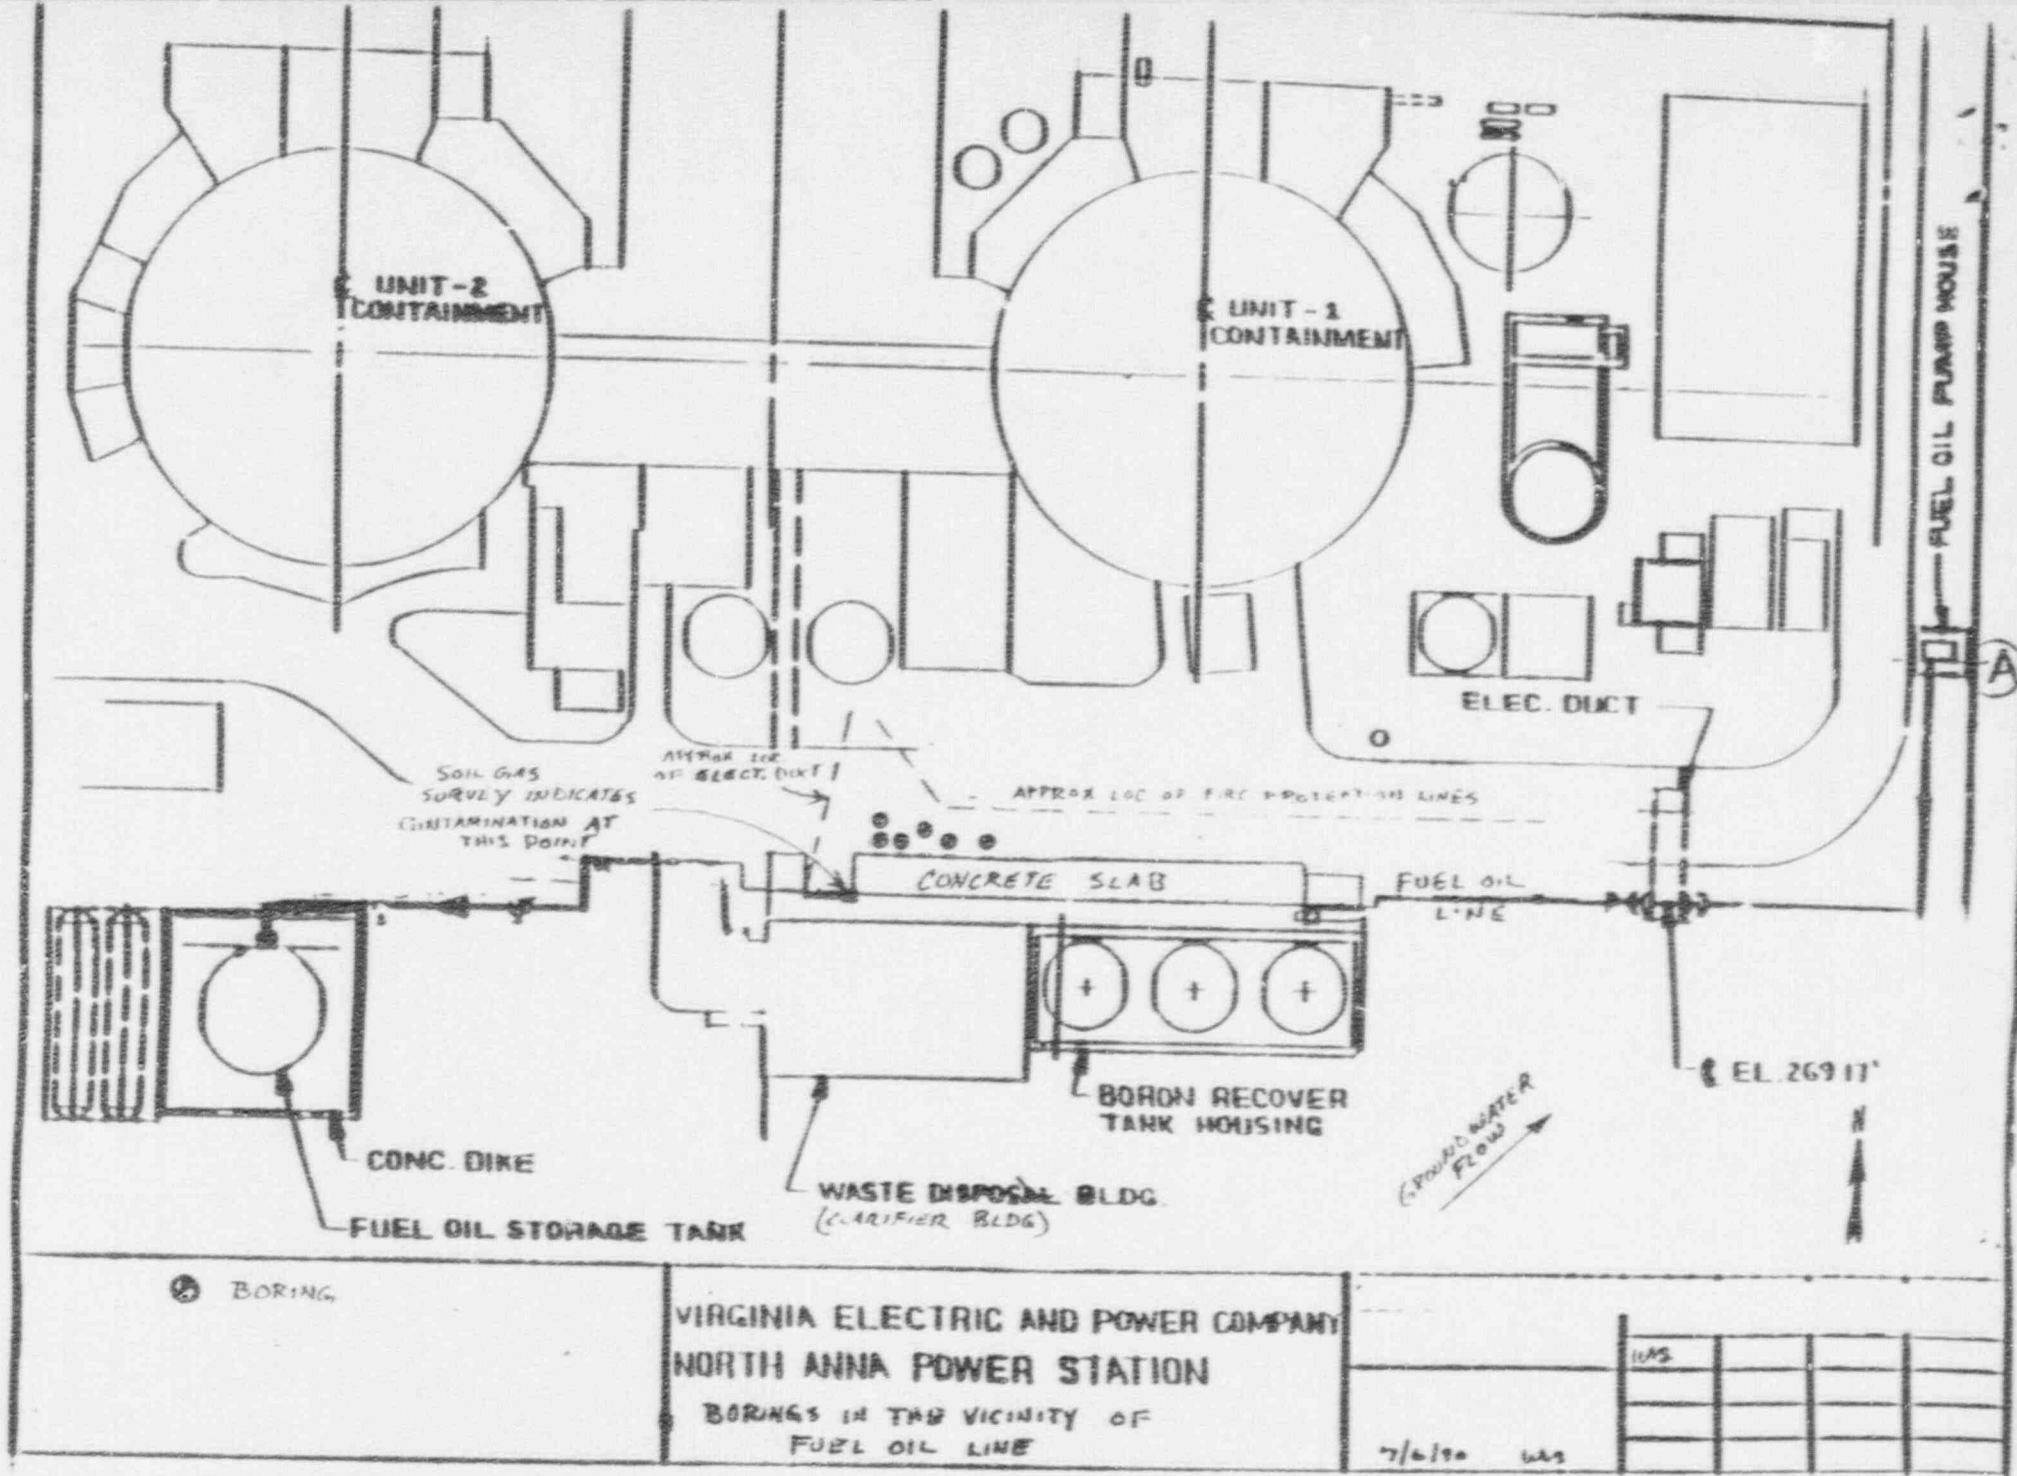 UNIT-2
CONTAINMENT
UNIT-1
CONTAINMENT
FUEL OIL PUMP HOUSE
A
ELEC. DUCT
SOIL GAS
SURVEY INDICATES
CONTAMINATION AT
THIS POINT
APPROX LOC
OF ELECT. DUCT
APPROX LOC OF FIRE PROTECTION LINES
CONCRETE SLAB
FUEL OIL
LINE
EL. 269.17'
BORON RECOVER
TANK HOUSING
GROUNDWATER
FLOW
N
CONC. DIKE
WASTE DISPOSAL BLDG.
(CLARIFIER BLDG)
FUEL OIL STORAGE TANK
BORING
VIRGINIA ELECTRIC AND POWER COMPANY
NORTH ANNA POWER STATION
BORINGS IN THE VICINITY OF
FUEL OIL LINE
7/6/90